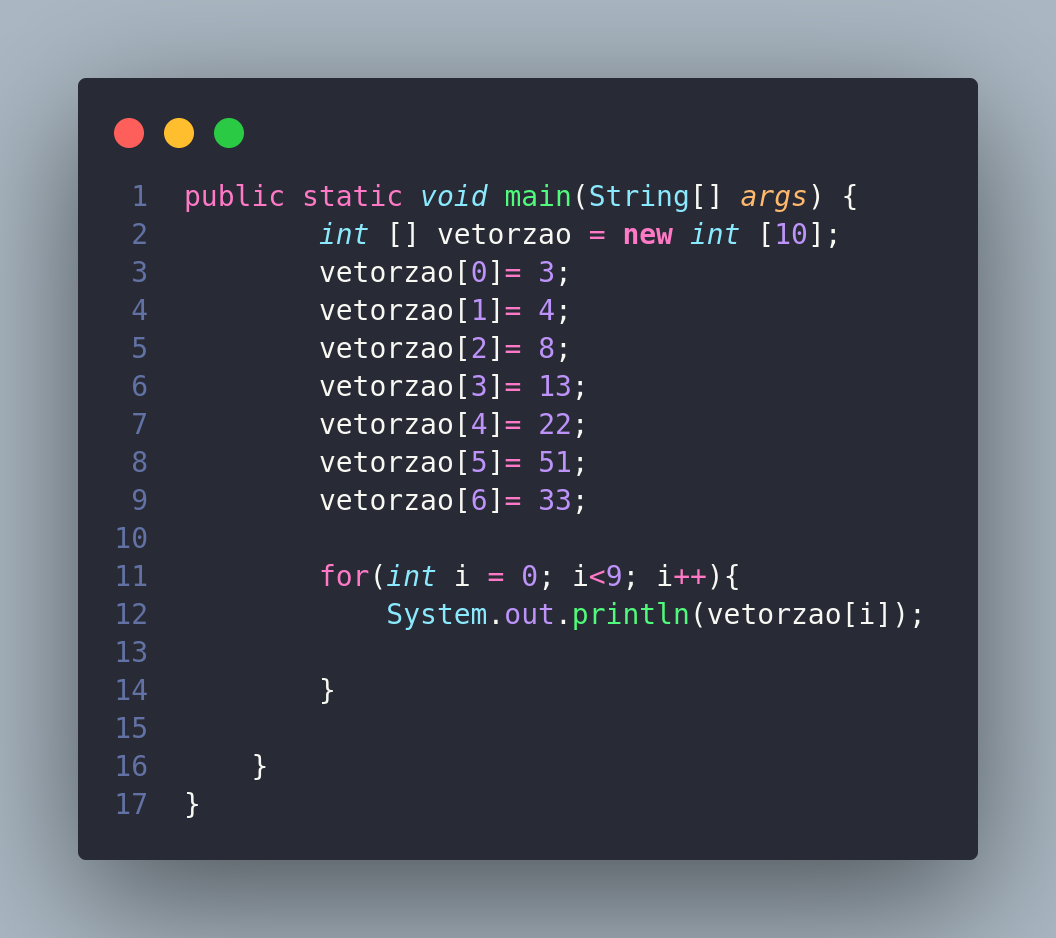 1 public static void main(String[] args) {
2         int [] vetorzao = new int [10];
3         vetorzao[0]= 3;
4         vetorzao[1]= 4;
5         vetorzao[2]= 8;
6         vetorzao[3]= 13;
7         vetorzao[4]= 22;
8         vetorzao[5]= 51;
9         vetorzao[6]= 33;
10
11         for(int i = 0; i<9; i++){
12             System.out.println(vetorzao[i]);
13
14         }
15
16     }
17 }